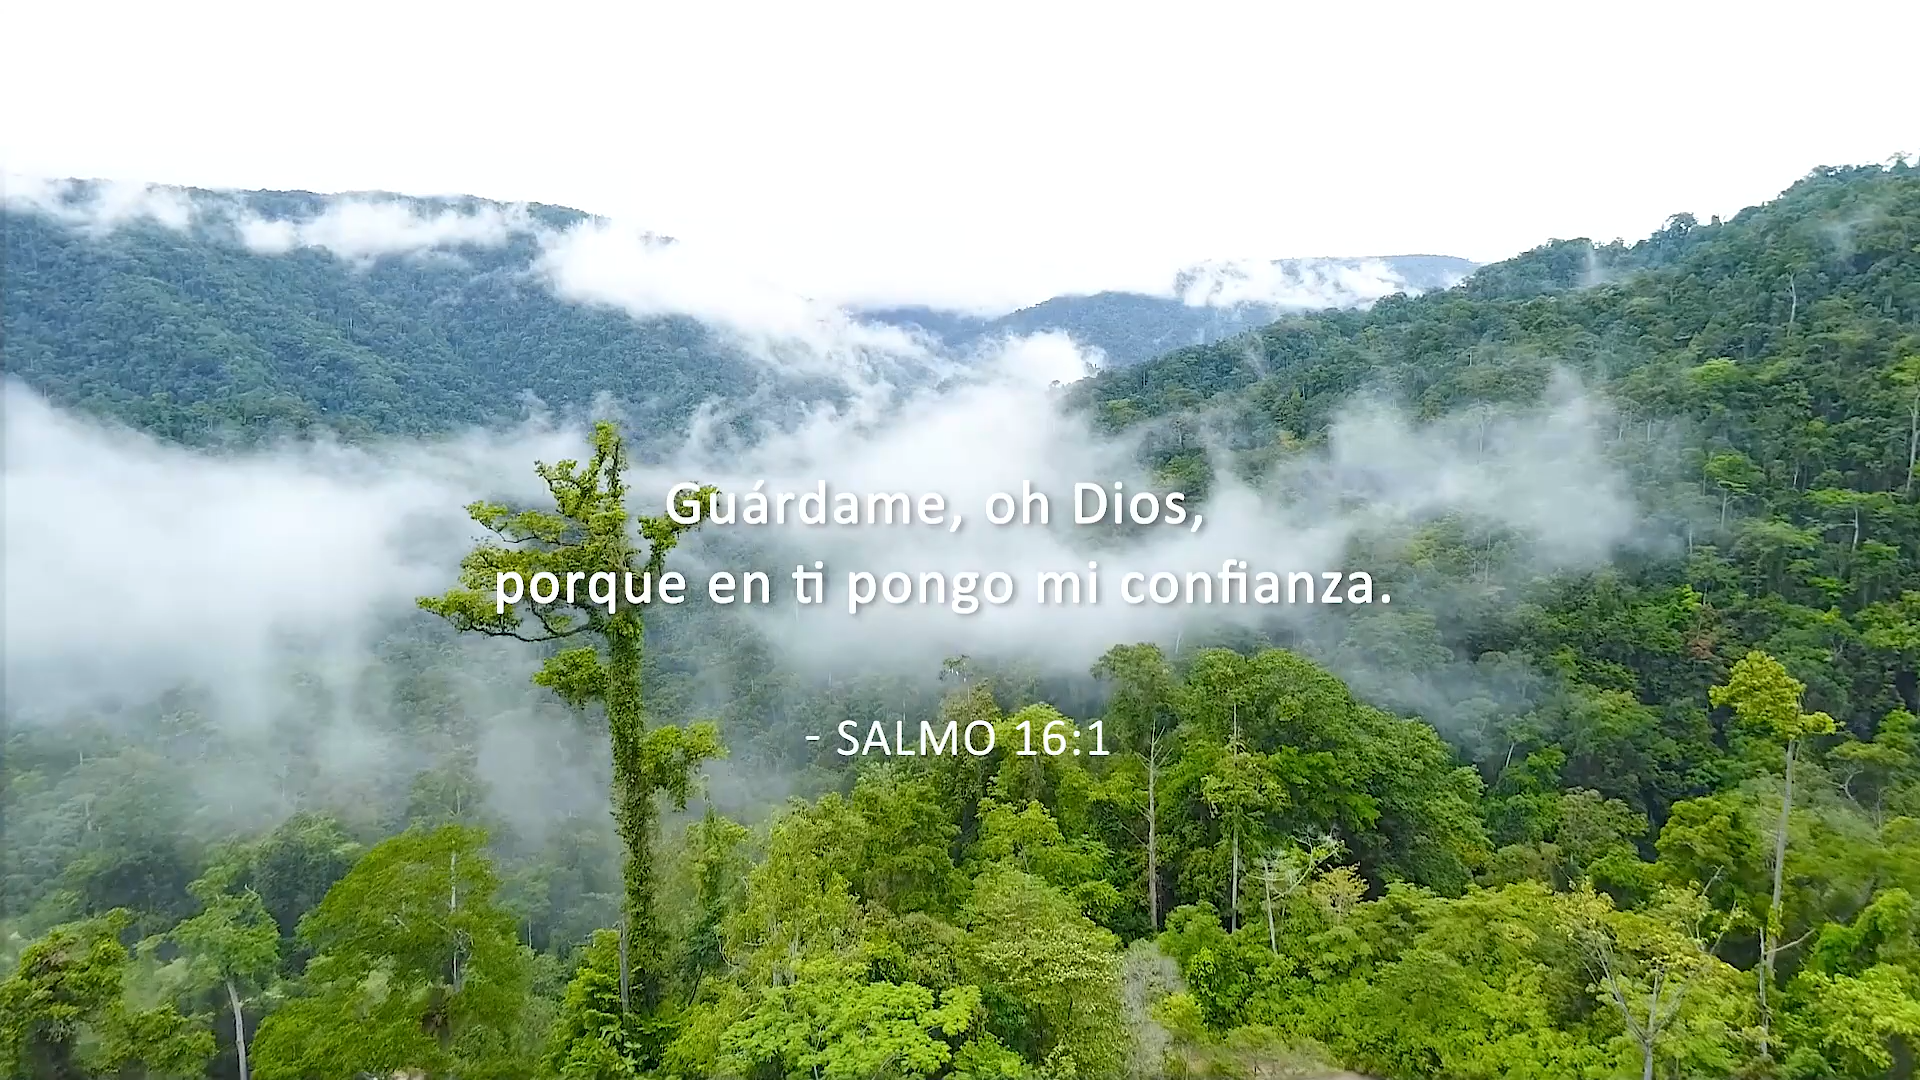 Guárdame, oh Dios,
porque en ti pongo mi confianza.
- SALMO 16:1